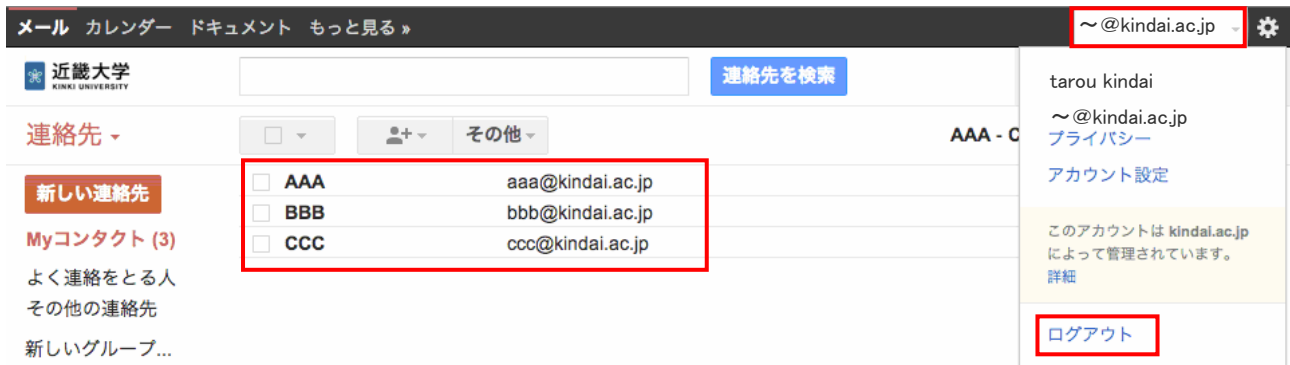 メール カレンダー ドキュメント もっと見る » ～@kindai.ac.jp
近畿大学
KINKI UNIVERSITY
連絡先を検索
tarou kindai
～@kindai.ac.jp
プライバシー
アカウント設定
このアカウントは kindai.ac.jp
によって管理されています。
詳細
ログアウト
連絡先
その他
AAA - C
新しい連絡先
Myコンタクト (3)
よく連絡をとる人
その他の連絡先
新しいグループ...
AAA aaa@kindai.ac.jp
BBB bbb@kindai.ac.jp
CCC ccc@kindai.ac.jp